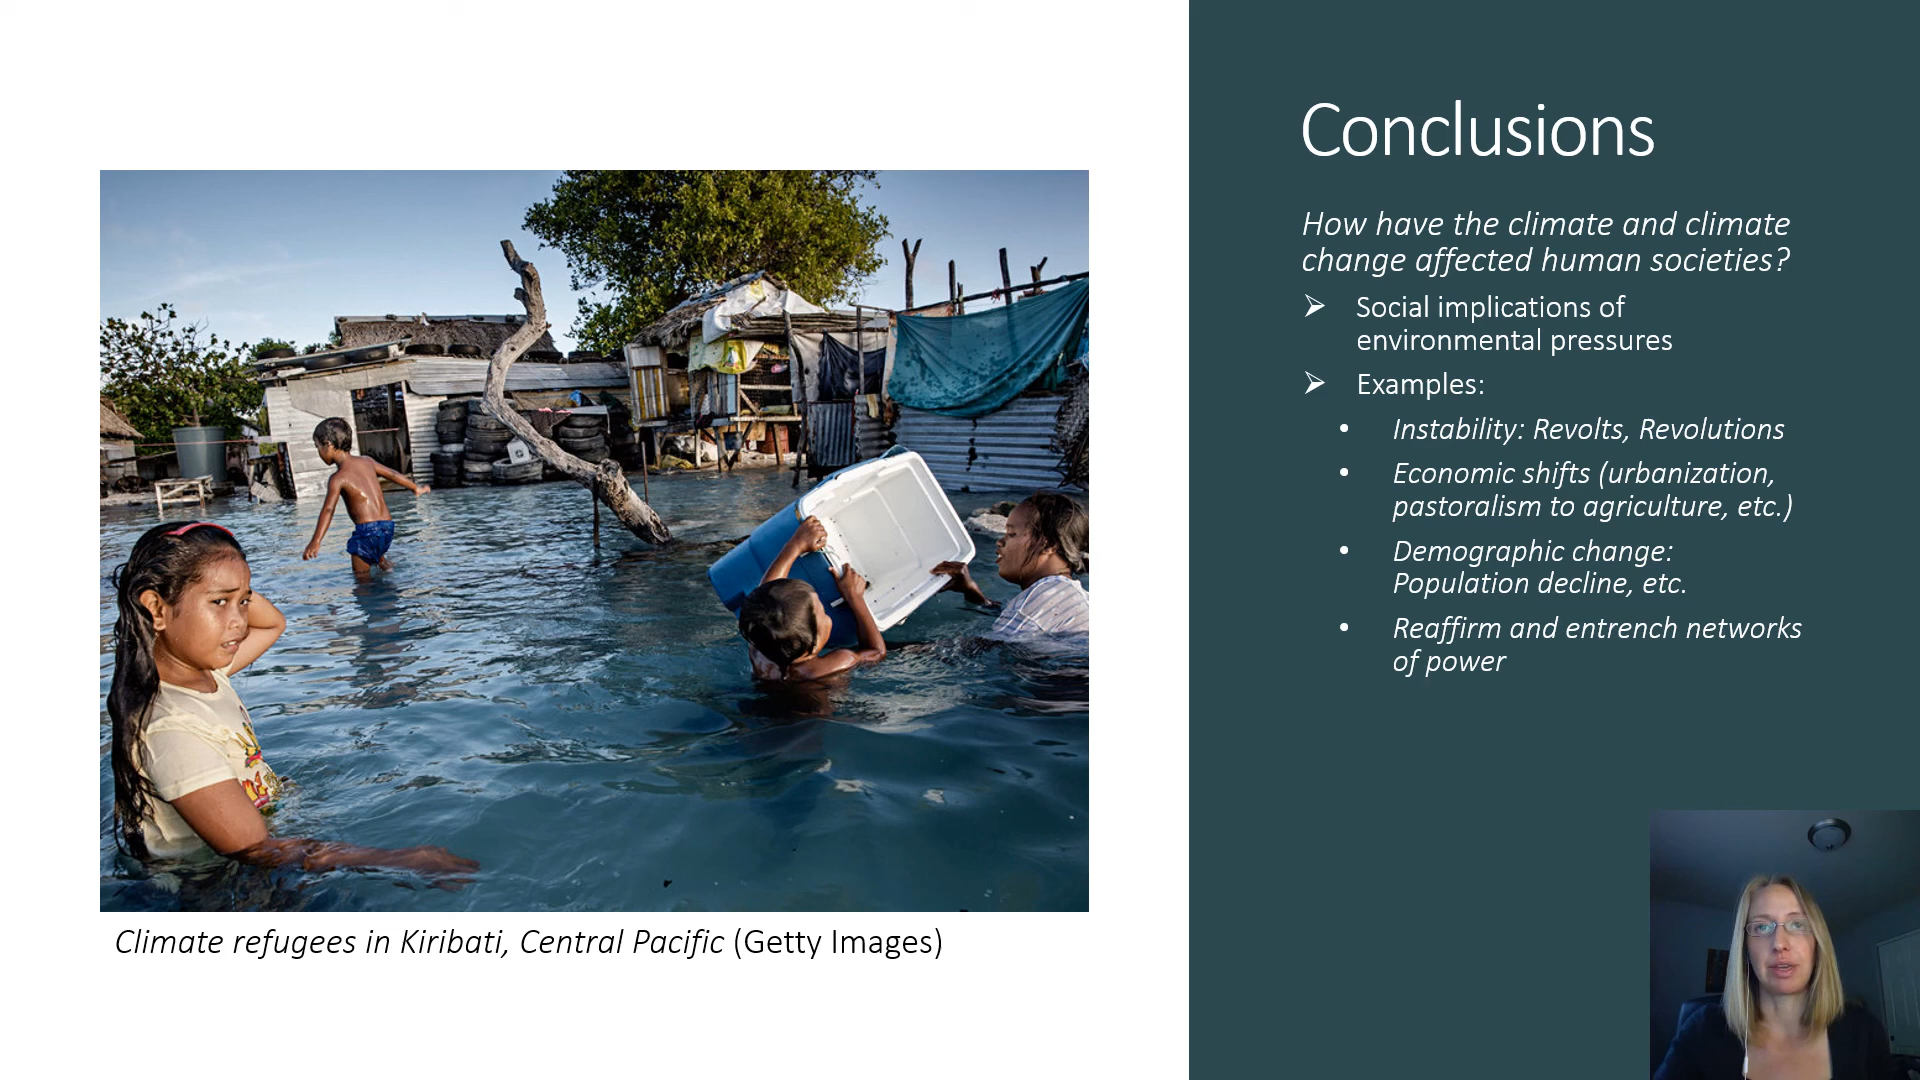 Conclusions
How have the climate and climate
change affected human societies?
Social implications of
environmental pressures
Examples:
Instability: Revolts, Revolutions
Economic shifts (urbanization,
pastoralism to agriculture, etc.)
Demographic change:
Population decline, etc.
Reaffirm and entrench networks
of power
Climate refugees in Kiribati, Central Pacific (Getty Images)